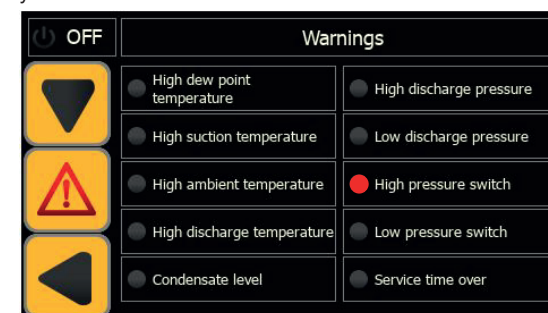 OFF
Warnings
High dew point
temperature
High discharge pressure
High suction temperature
Low discharge pressure
High ambient temperature
High pressure switch
High discharge temperature
Low pressure switch
Condensate level
Service time over